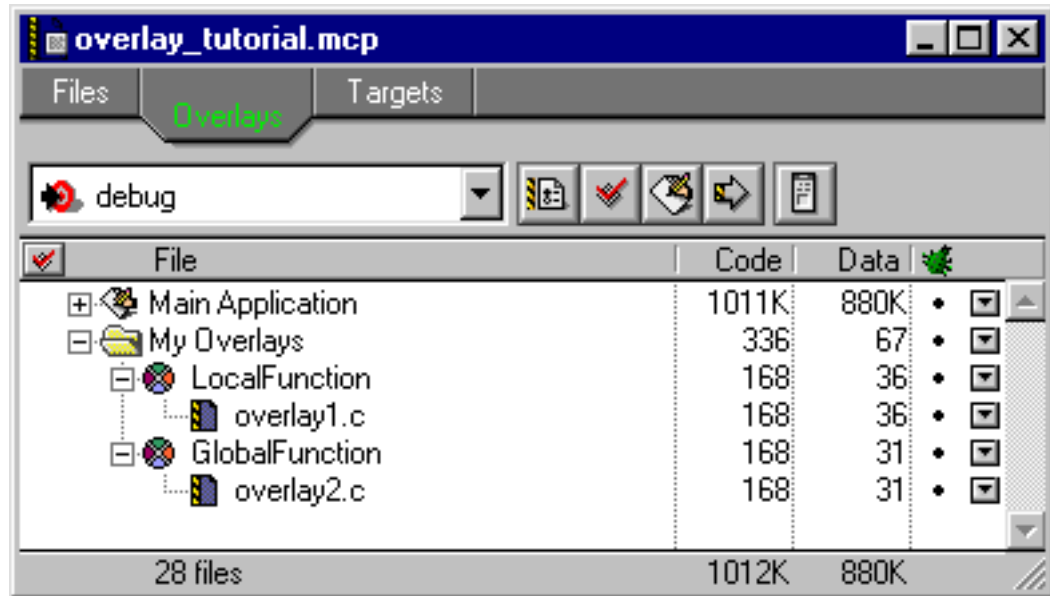 overlay_tutorial.mcp
Files Overlays Targets
debug
File Code Data
Main Application 1011K 880K
My Overlays 336 67
LocalFunction 168 36
overlay1.c 168 36
GlobalFunction 168 31
overlay2.c 168 31
28 files 1012K 880K